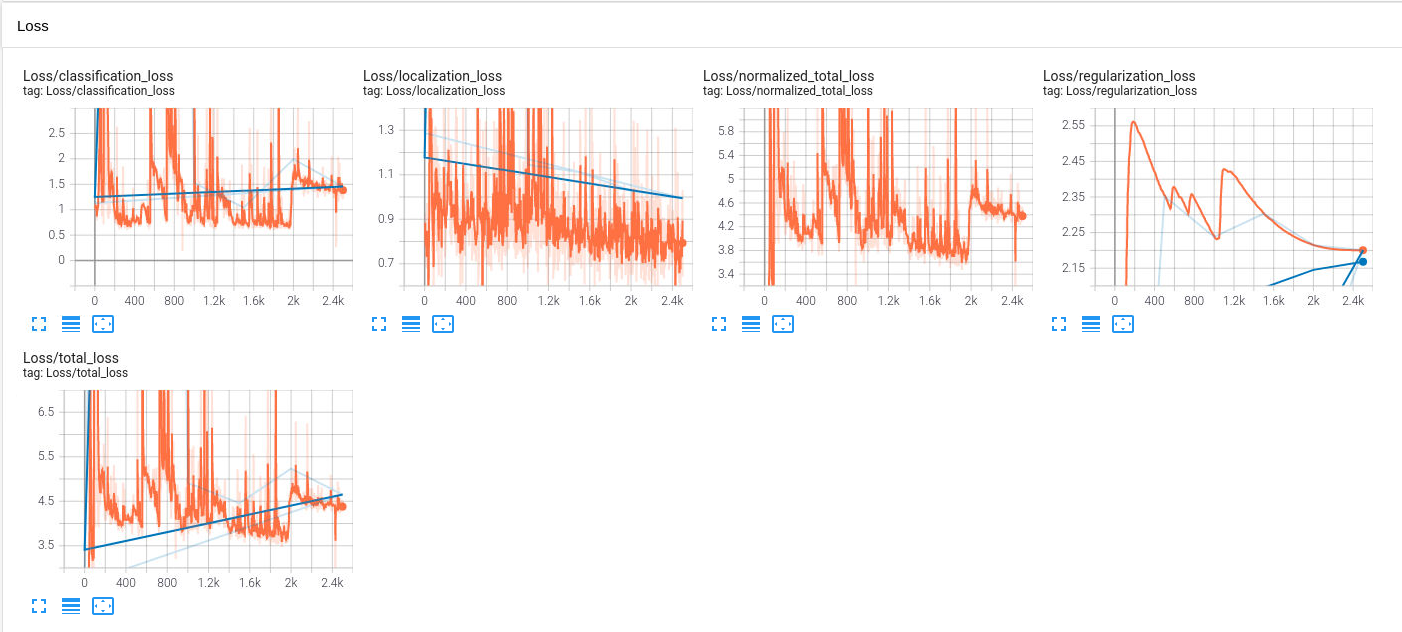 Loss
Loss/classification_loss
tag: Loss/classification_loss
2.5
2
1.5
1
0.5
0
0 400 800 1.2k 1.6k 2k 2.4k
Loss/localization_loss
tag: Loss/localization_loss
1.3
1.1
0.9
0.7
0 400 800 1.2k 1.6k 2k 2.4k
Loss/normalized_total_loss
tag: Loss/normalized_total_loss
5.8
5.4
5
4.6
4.2
3.8
3.4
0 400 800 1.2k 1.6k 2k 2.4k
Loss/regularization_loss
tag: Loss/regularization_loss
2.55
2.45
2.35
2.25
2.15
0 400 800 1.2k 1.6k 2k 2.4k
Loss/total_loss
tag: Loss/total_loss
6.5
5.5
4.5
3.5
0 400 800 1.2k 1.6k 2k 2.4k